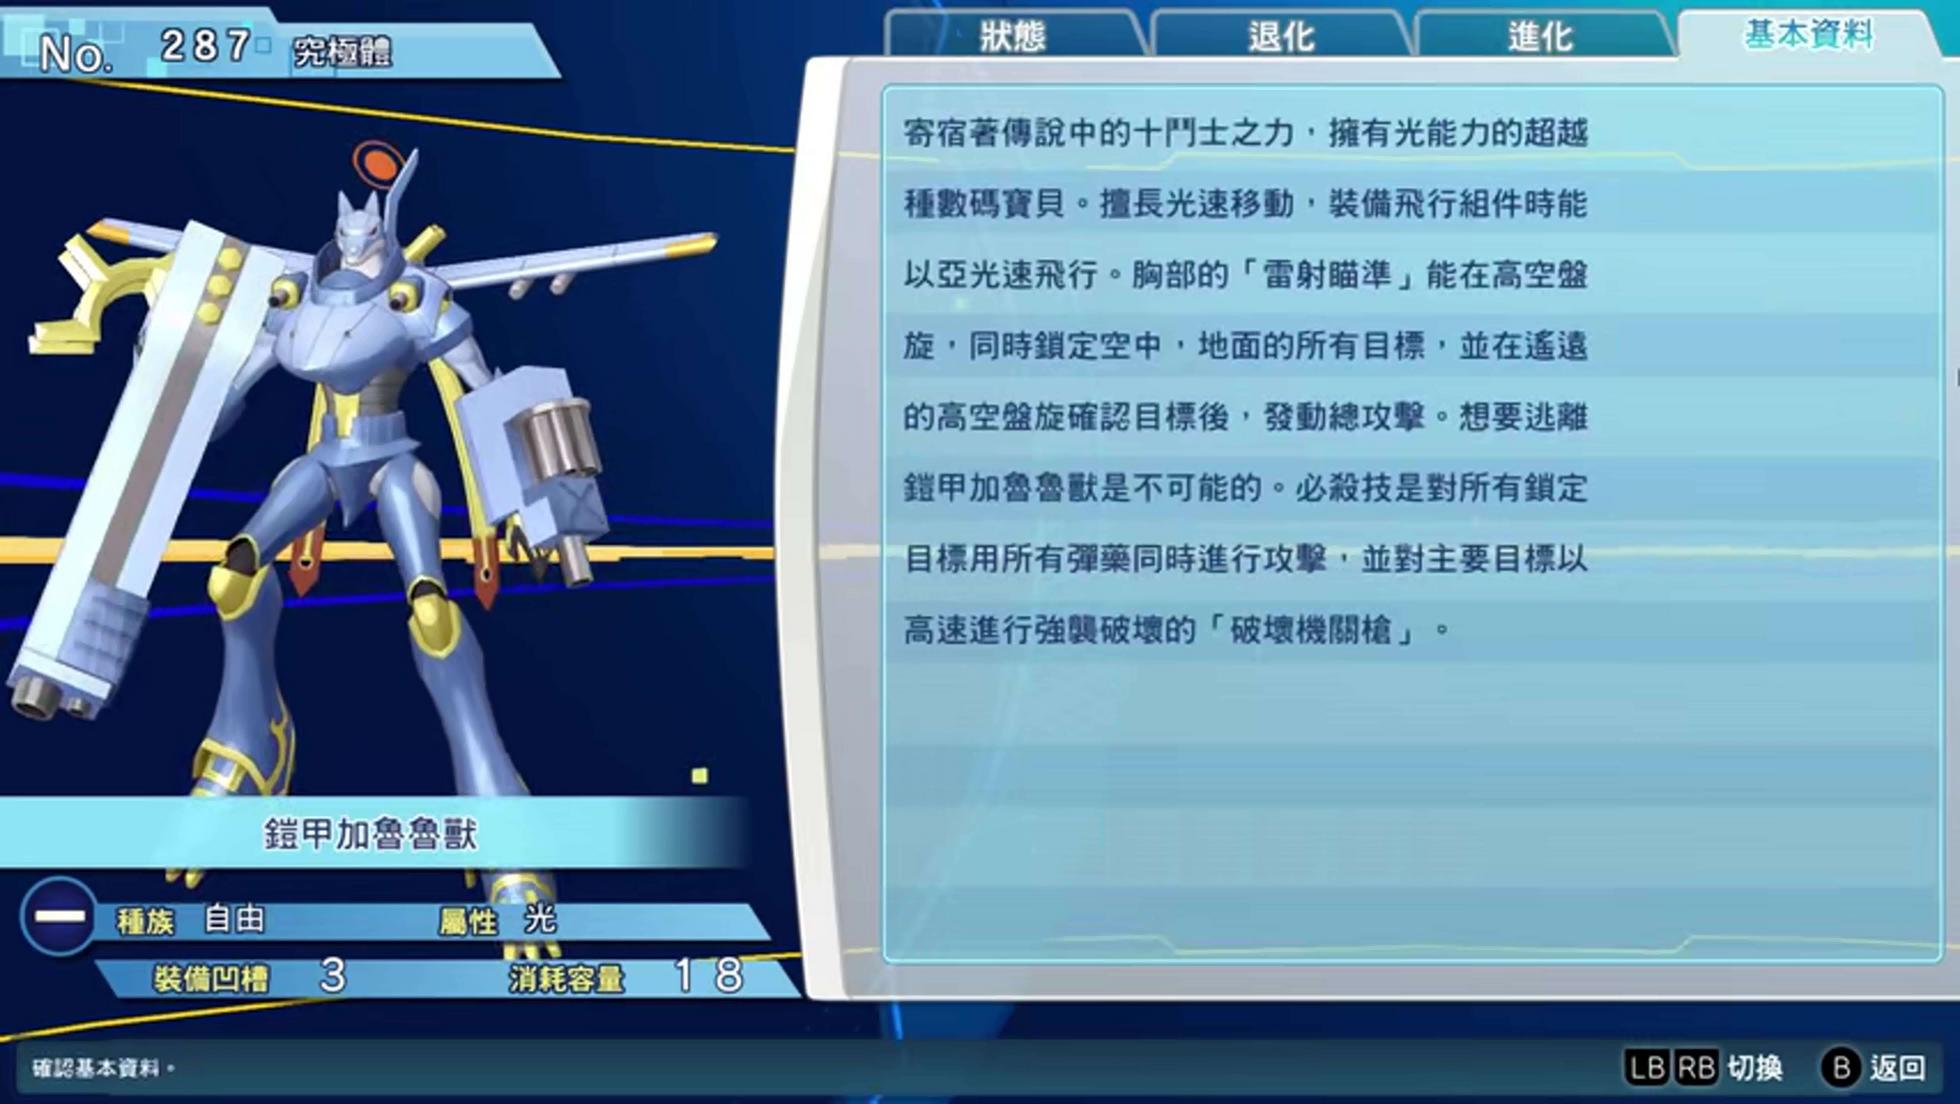 No. 287 究極體
狀態 退化 進化 基本資料
寄宿著傳說中的十鬥士之力，擁有光能力的超越
種數碼寶貝。擅長光速移動，裝備飛行組件時能
以亞光速飛行。胸部的「雷射瞄準」能在高空盤
旋，同時鎖定空中，地面的所有目標，並在遙遠
的高空盤旋確認目標後，發動總攻擊。想要逃離
鎧甲加魯魯獸是不可能的。必殺技是對所有鎖定
目標用所有彈藥同時進行攻擊，並對主要目標以
高速進行強襲破壞的「破壞機關槍」。
鎧甲加魯魯獸
種族 自由 屬性 光
裝備凹槽 3 消耗容量 18
確認基本資料。
LB RB 切換 B 返回